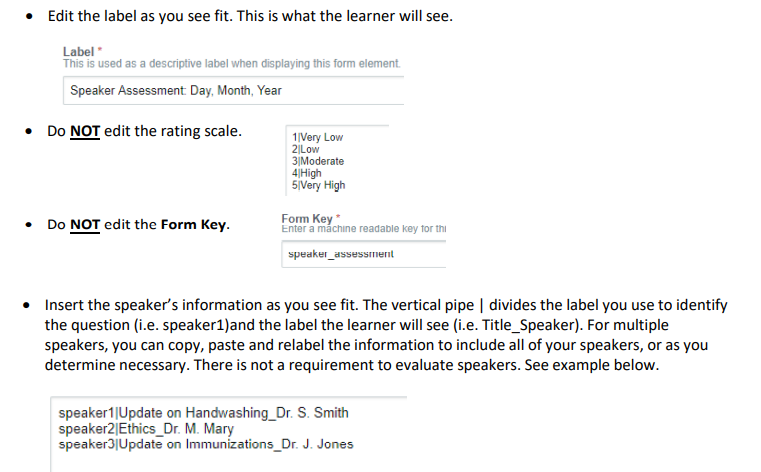 • Edit the label as you see fit. This is what the learner will see.
Label *
This is used as a descriptive label when displaying this form element.
Speaker Assessment: Day, Month, Year
• Do NOT edit the rating scale.
1|Very Low
2|Low
3|Moderate
4|High
5|Very High
• Do NOT edit the Form Key.
Form Key *
Enter a machine readable key for
speaker_assessment
• Insert the speaker's information as you see fit. The vertical pipe | divides the label you use to identify
the question (i.e. speaker1)and the label the learner will see (i.e. Title_Speaker). For multiple
speakers, you can copy, paste and relabel the information to include all of your speakers, or as you
determine necessary. There is not a requirement to evaluate speakers. See example below.
speaker1|Update on Handwashing_Dr. S. Smith
speaker2|Ethics_Dr. M. Mary
speaker3|Update on Immunizations_Dr. J. Jones